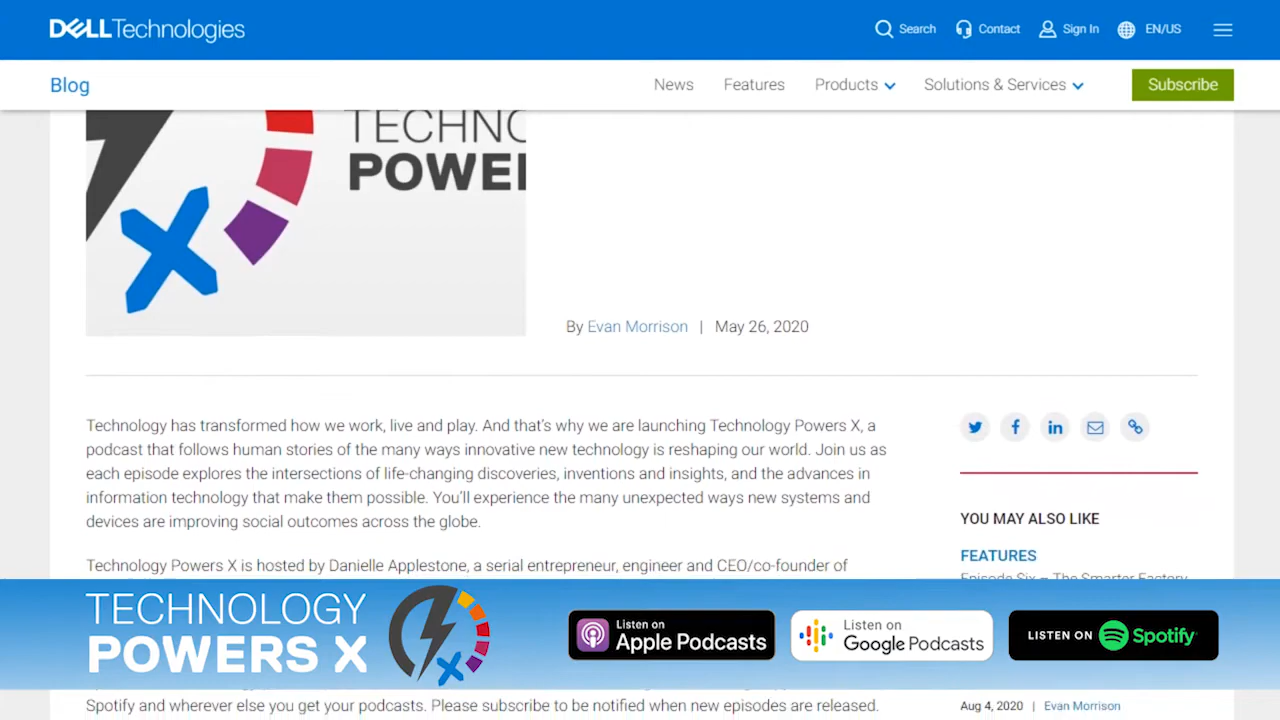 DELLTechnologies
Search
Contact
Sign In
EN/US
Blog
News
Features
Products
Solutions & Services
Subscribe
TECHNO
POWE
By Evan Morrison | May 26, 2020
Technology has transformed how we work, live and play. And that's why we are launching Technology Powers X, a
podcast that follows human stories of the many ways innovative new technology is reshaping our world. Join us as
each episode explores the intersections of life-changing discoveries, inventions and insights, and the advances in
information technology that make them possible. You'll experience the many unexpected ways new systems and
devices are improving social outcomes across the globe.
Technology Powers X is hosted by Danielle Applestone, a serial entrepreneur, engineer and CEO/co-founder of
YOU MAY ALSO LIKE
FEATURES
Episode Six – The Smarter Factory
TECHNOLOGY
POWERS X
Listen on
Apple Podcasts
Listen on
Google Podcasts
LISTEN ON Spotify
Spotify and wherever else you get your podcasts. Please subscribe to be notified when new episodes are released.
Aug 4, 2020 | Evan Morrison